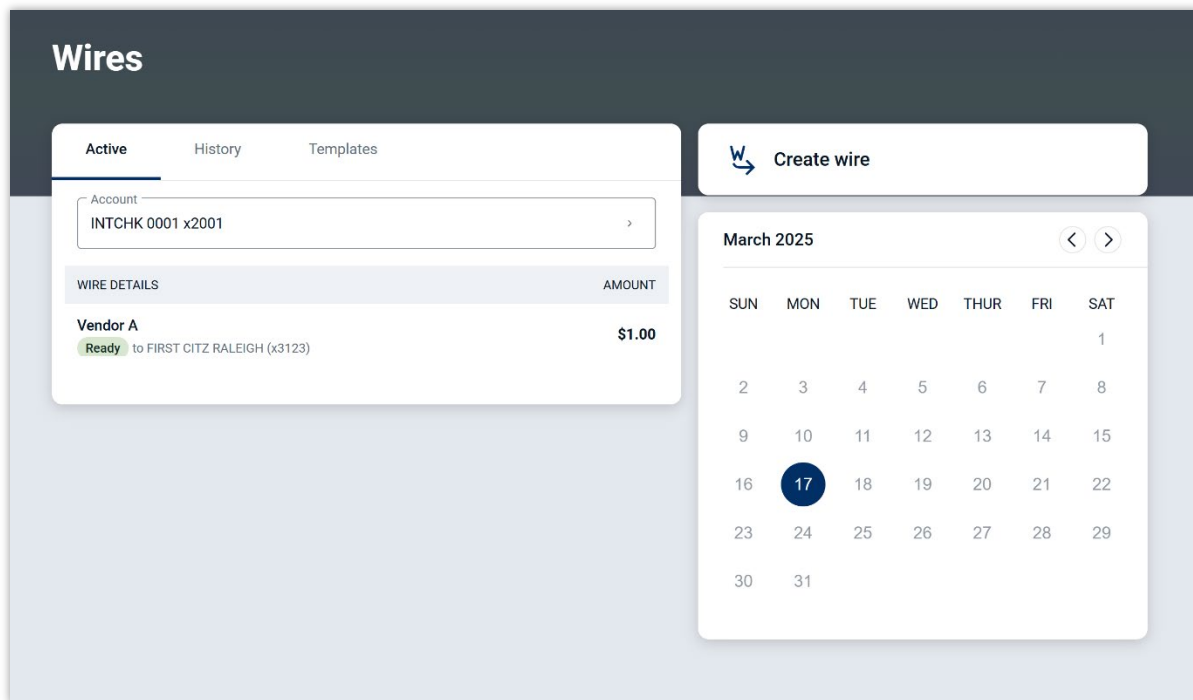 Wires
Active History Templates
Account
INTCHK 0001 x2001
WIRE DETAILS AMOUNT
Vendor A
$1.00
Ready to FIRST CITZ RALEIGH (x3123)
Create wire
March 2025
SUN MON TUE WED THUR FRI SAT
1
2 3 4 5 6 7 8
9 10 11 12 13 14 15
16 17 18 19 20 21 22
23 24 25 26 27 28 29
30 31